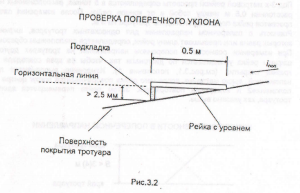 ПРОВЕРКА ПОПЕРЕЧНОГО УКЛОНА
Подкладка
0,5 м
iпоп
Горизонтальная линия
> 2,5 мм
Рейка с уровнем
Поверхность
покрытия тротуара
Рис.3.2